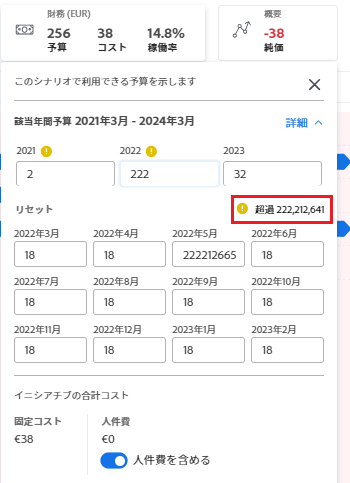 財務 (EUR)
256 38 14.8%
予算 コスト 稼働率
概要
-38
純価
このシナリオで利用できる予算を示します
該当年間予算 2021年3月 - 2024年3月 詳細
2021 2022 2023
2 222 32
リセット 超過 222,212,641
2022年3月 2022年4月 2022年5月 2022年6月
18 18 222212665 18
2022年7月 2022年8月 2022年9月 2022年10月
18 18 18 18
2022年11月 2022年12月 2023年1月 2023年2月
18 18 18 18
イニシアチブの合計コスト
固定コスト 人件費
€38 €0
人件費を含める